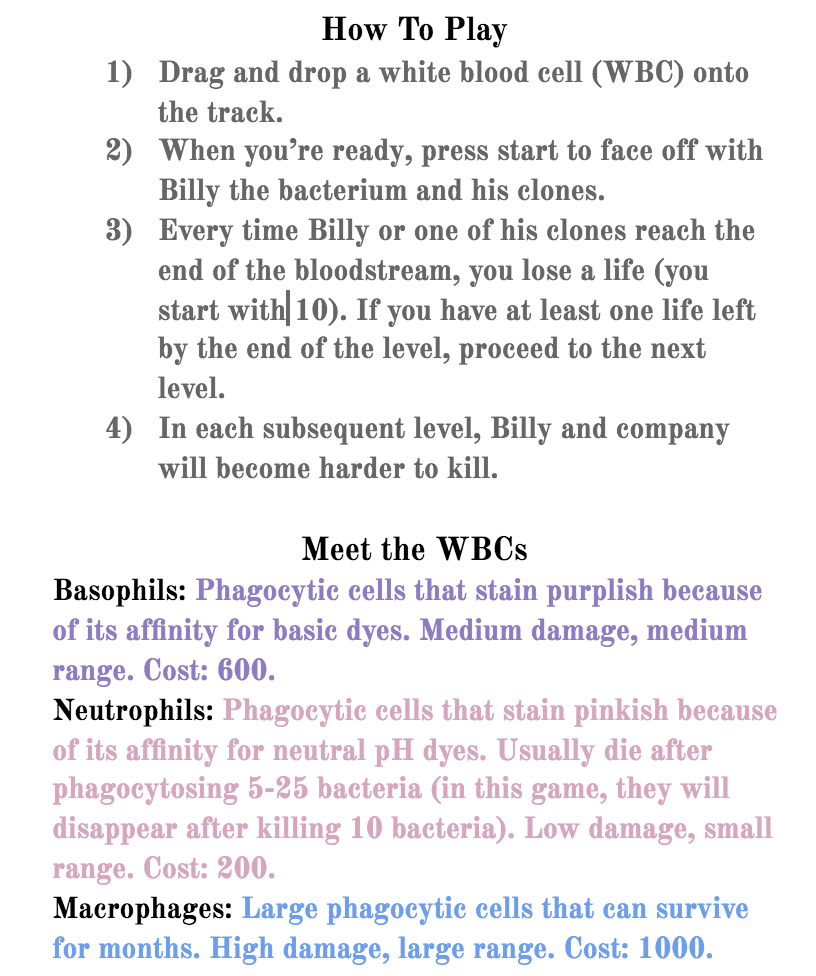 How To Play
1) Drag and drop a white blood cell (WBC) onto
the track.
2) When you're ready, press start to face off with
Billy the bacterium and his clones.
3) Every time Billy or one of his clones reach the
end of the bloodstream, you lose a life (you
start with 10). If you have at least one life left
by the end of the level, proceed to the next
level.
4) In each subsequent level, Billy and company
will become harder to kill.
Meet the WBCs
Basophils: Phagocytic cells that stain purplish because
of its affinity for basic dyes. Medium damage, medium
range. Cost: 600.
Neutrophils: Phagocytic cells that stain pinkish because
of its affinity for neutral pH dyes. Usually die after
phagocytosing 5-25 bacteria (in this game, they will
disappear after killing 10 bacteria). Low damage, small
range. Cost: 200.
Macrophages: Large phagocytic cells that can survive
for months. High damage, large range. Cost: 1000.